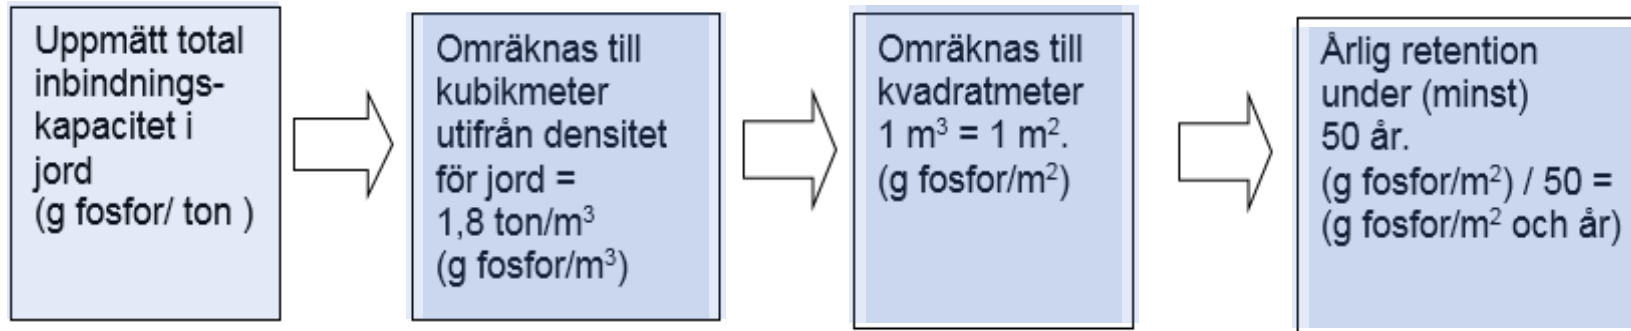 Uppmätt total
inbindnings-
kapacitet i
jord
(g fosfor/ ton )
Omräknas till
kubikmeter
utifrån densitet
för jord =
1,8 ton/m³
(g fosfor/m³)
Omräknas till
kvadratmeter
1 m³ = 1 m².
(g fosfor/m²)
Årlig retention
under (minst)
50 år.
(g fosfor/m²) / 50 =
(g fosfor/m² och år)